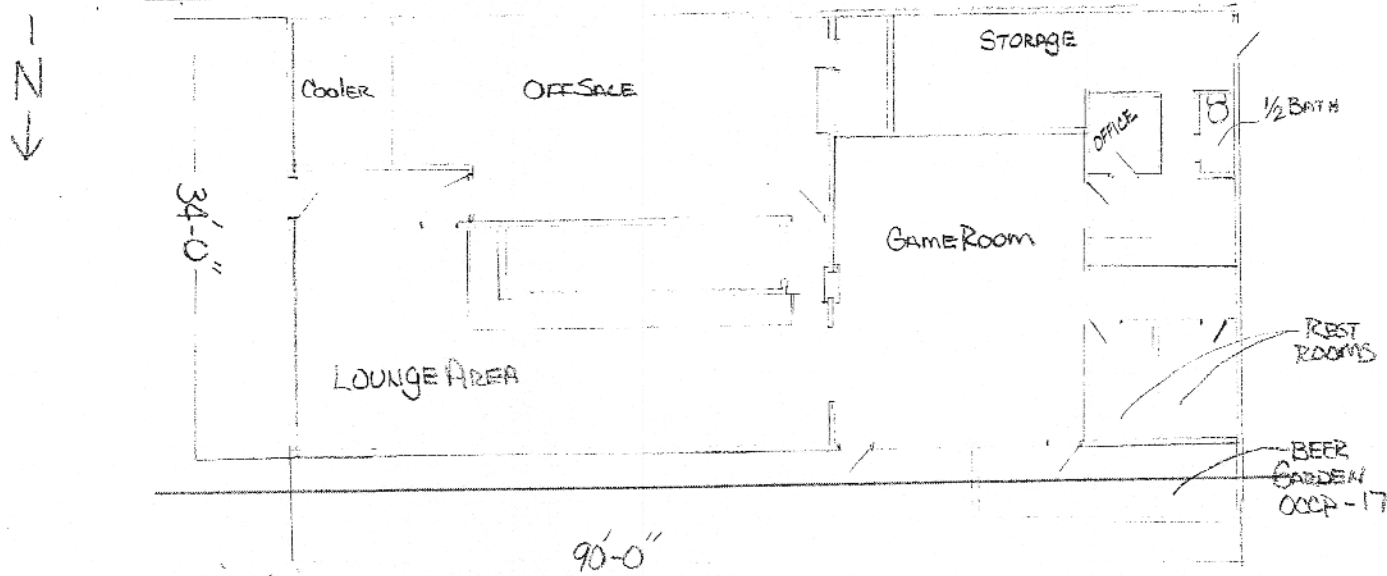 N
STORAGE
COOLER
OFFSALE
OFFICE
1/2 BATH
34'-0"
GAMEROOM
LOUNGE AREA
REST
ROOMS
BEER
GARDEN
OCCP-17
90'-0"